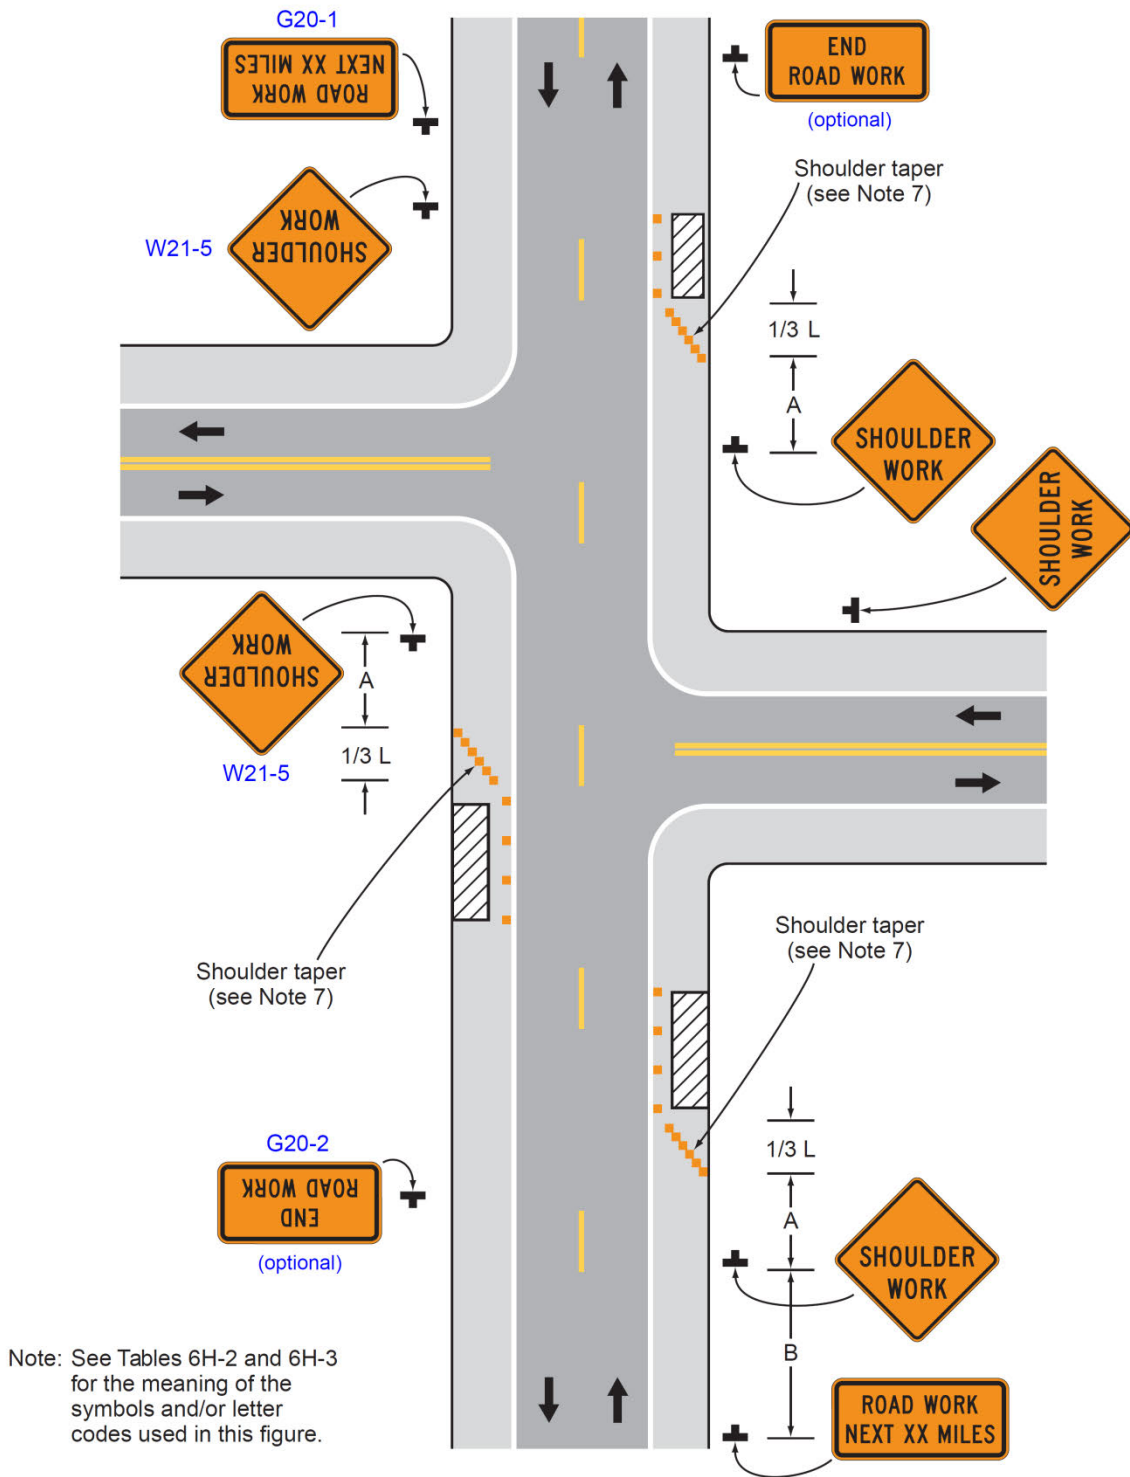 G20-1
ROAD WORK
NEXT XX MILES
END
ROAD WORK
(optional)
Shoulder taper
(see Note 7)
W21-5
SHOULDER
WORK
1/3 L
A
SHOULDER
WORK
SHOULDER
WORK
SHOULDER
WORK
A
W21-5
1/3 L
Shoulder taper
(see Note 7)
Shoulder taper
(see Note 7)
G20-2
END
ROAD WORK
(optional)
1/3 L
A
SHOULDER
WORK
B
Note: See Tables 6H-2 and 6H-3
for the meaning of the
symbols and/or letter
codes used in this figure.
ROAD WORK
NEXT XX MILES